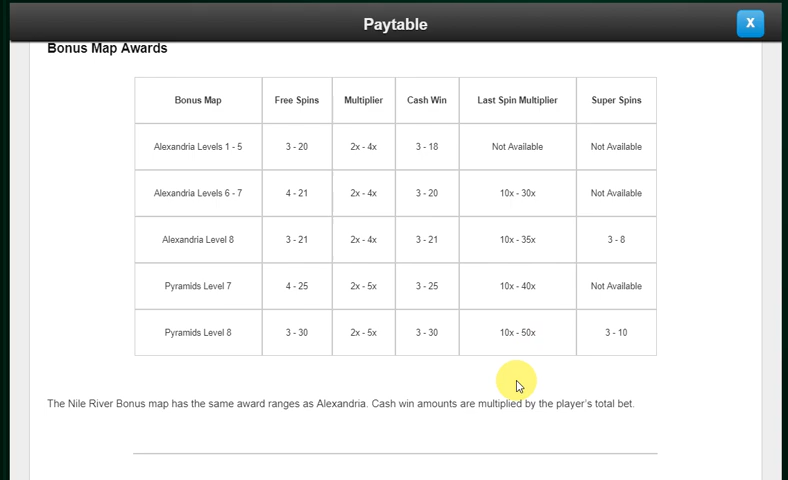 Paytable
X
Bonus Map Awards
Bonus Map Free Spins Multiplier Cash Win Last Spin Multiplier Super Spins
Alexandria Levels 1 - 5 3 - 20 2x - 4x 3 - 18 Not Available Not Available
Alexandria Levels 6 - 7 4 - 21 2x - 4x 3 - 20 10x - 30x Not Available
Alexandria Level 8 3 - 21 2x - 4x 3 - 21 10x - 35x 3 - 8
Pyramids Level 7 4 - 25 2x - 5x 3 - 25 10x - 40x Not Available
Pyramids Level 8 3 - 30 2x - 5x 3 - 30 10x - 50x 3 - 10
The Nile River Bonus map has the same award ranges as Alexandria. Cash win amounts are multiplied by the player's total bet.